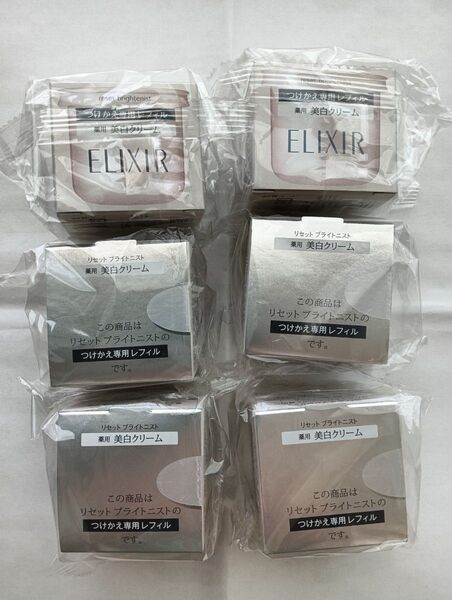 reset brightenist
つけかえ専用レフィル
薬用 美白クリーム
ELIXIR
reset brightenist
つけかえ専用レフィル
薬用 美白クリーム
ELIXIR
リセット ブライトニスト
薬用 美白クリーム
この商品は
リセット ブライトニストの
つけかえ専用レフィル
です。
リセット ブライトニスト
薬用 美白クリーム
この商品は
リセット ブライトニストの
つけかえ専用レフィル
です。
リセット ブライトニスト
薬用 美白クリーム
この商品は
リセット ブライトニストの
つけかえ専用レフィル
です。
リセット ブライトニスト
薬用 美白クリーム
この商品は
リセット ブライトニストの
つけかえ専用レフィル
です。